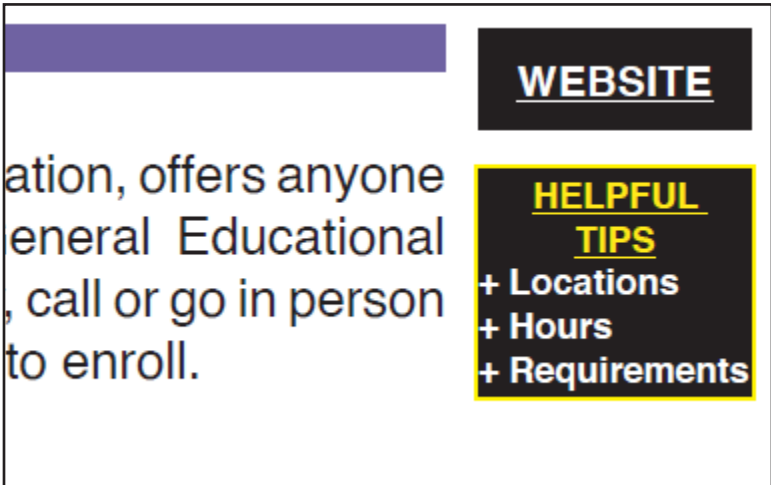 ation, offers anyone
eneral Educational
, call or go in person
to enroll.
WEBSITE
HELPFUL
TIPS
+ Locations
+ Hours
+ Requirements